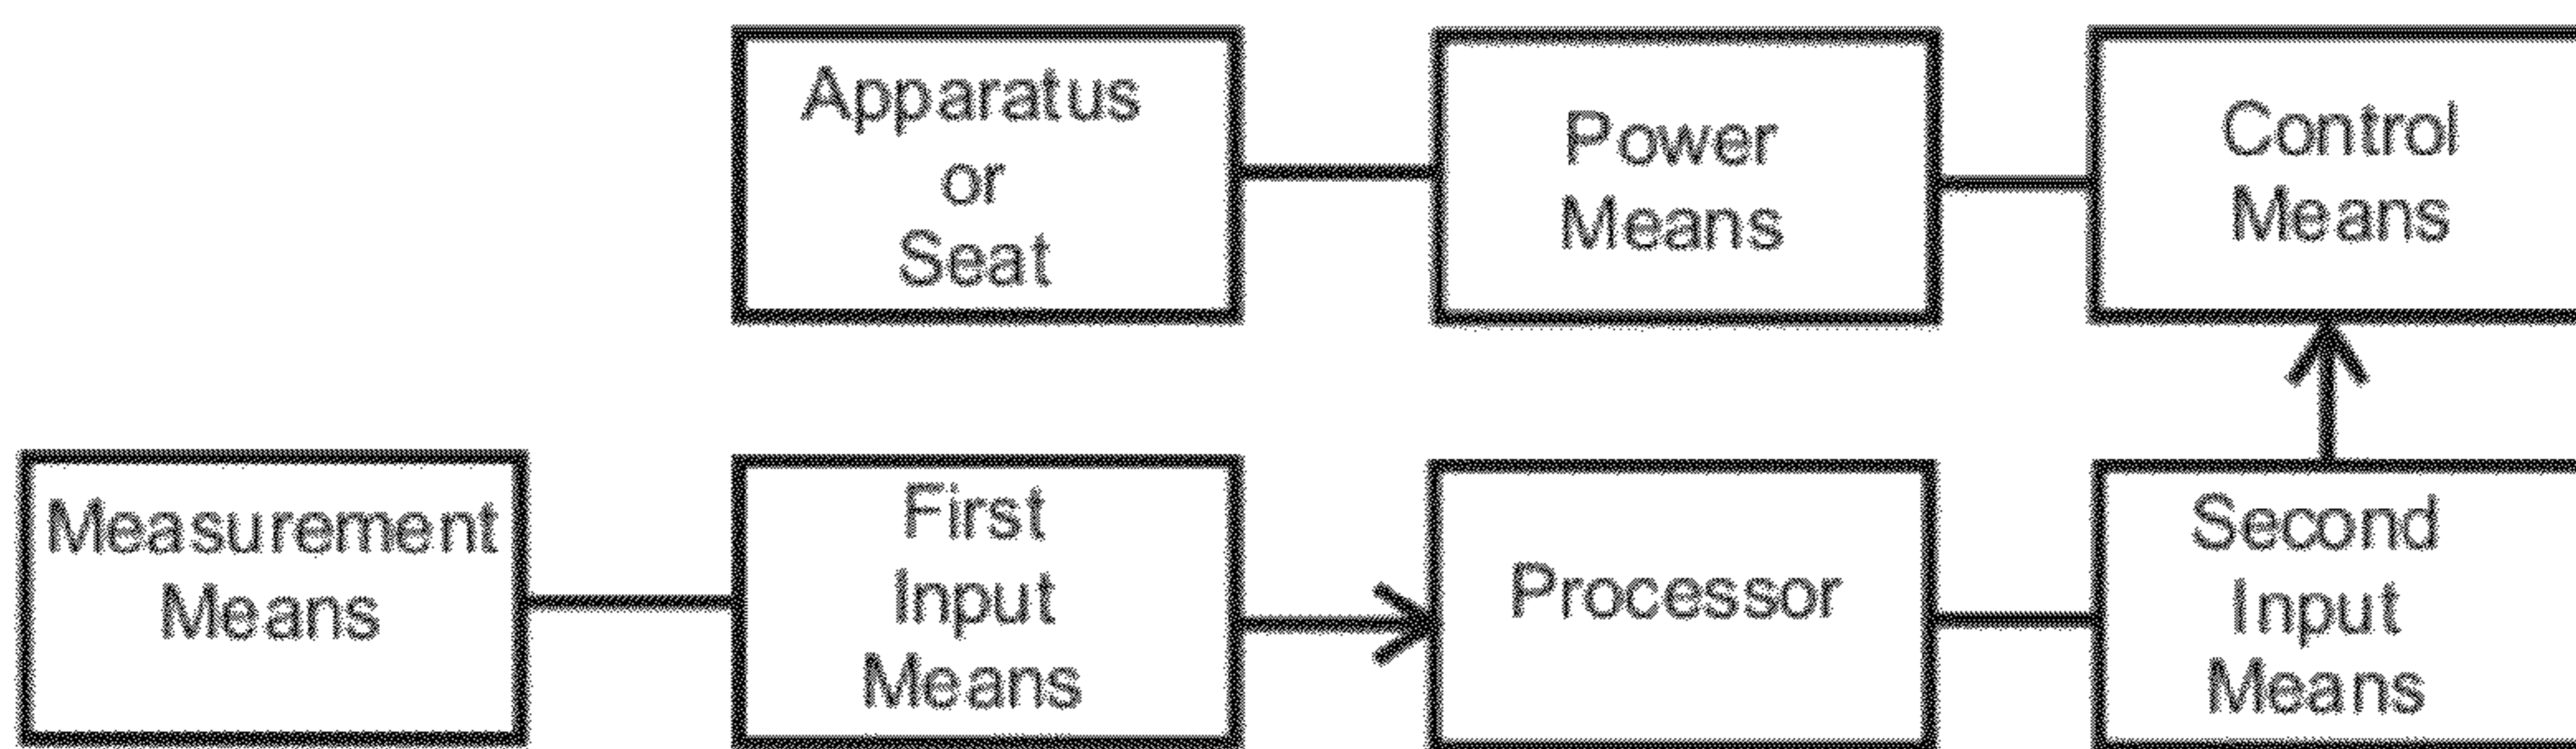 Apparatus
or
Seat
Power
Means
Control
Means
Measurement
Means
First
Input
Means
Processor
Second
Input
Means